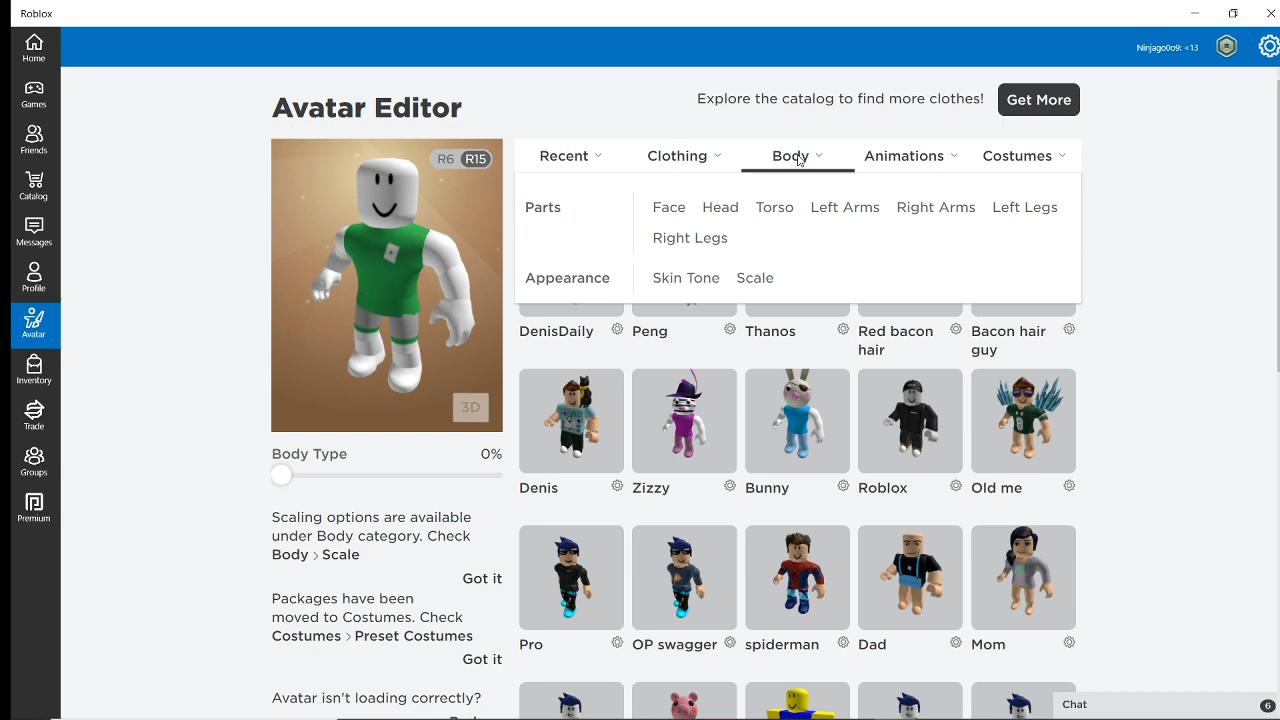 Roblox
Ninjago0o9: <13
Home
Games
Friends
Catalog
Messages
Profile
Avatar
Inventory
Trade
Groups
Premium
Avatar Editor
Explore the catalog to find more clothes!
Get More
R6 R15
3D
Recent Clothing Body Animations Costumes
Parts
Face Head Torso Left Arms Right Arms Left Legs
Right Legs
Appearance
Skin Tone Scale
Body Type 0%
Scaling options are available
under Body category. Check
Body > Scale
Got it
Packages have been
moved to Costumes. Check
Costumes > Preset Costumes
Got it
Avatar isn't loading correctly?
DenisDaily Peng Thanos Red bacon hair Bacon hair guy
Denis Zizzy Bunny Roblox Old me
Pro OP swagger spiderman Dad Mom
Chat 6